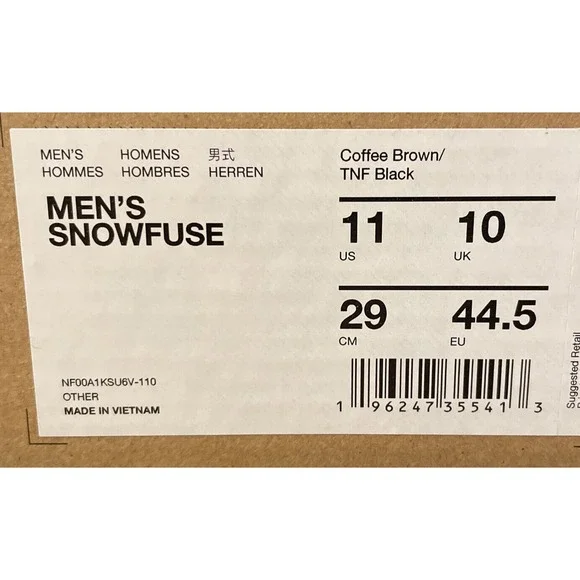 MEN'S HOMENS 男式
HOMMES HOMBRES HERREN
MEN'S
SNOWFUSE
Coffee Brown/
TNF Black
11 10
US UK
29 44.5
CM EU
NF00A1KSU6V-110
OTHER
MADE IN VIETNAM
1 96247 35541 3
Suggested Retail